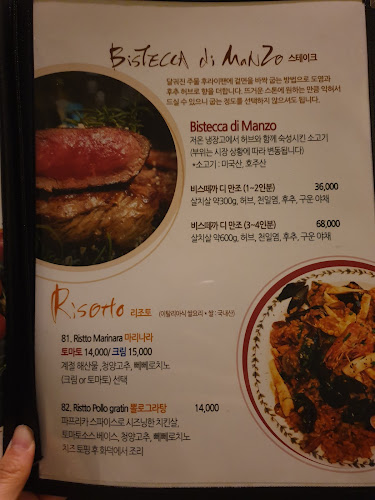 BISTECCA di MANZO 스테이크
달궈진 주물 후라이팬에 겉면을 바싹 굽는 방법으로 도염과
후추 허브로 향을 더합니다. 뜨거운 스톤에 원하는 만큼 익혀서
드실 수 있으니 굽는 정도를 선택하지 않으셔도 됩니다.
Bistecca di Manzo
저온 냉장고에서 허브와 함께 숙성시킨 소고기
(부위는 시장 상황에 따라 변동됩니다)
*소고기 : 미국산, 호주산
비스떼까 디 만조 (1~2인분) 36,000
살치살 약300g, 허브, 천일염, 후추, 구운 야채
비스떼까 디 만조 (3~4인분) 68,000
살치살 약600g, 허브, 천일염, 후추, 구운 야채
RISOTTO 리조토 (이탈리아식 쌀요리 * 쌀 : 국내산)
81. Ristto Marinara 마리나라
토마토 14,000/ 크림 15,000
계절 해산물, 청양고추, 뻬뻬로치노
(크림 or 토마토) 선택
82. Ristto Pollo gratin 뽈로그라탕 14,000
파프리카 스파이스로 시즈닝한 치킨살,
토마토소스 베이스, 청양고추, 뻬뻬로치노
치즈 토핑 후 화덕에서 조리